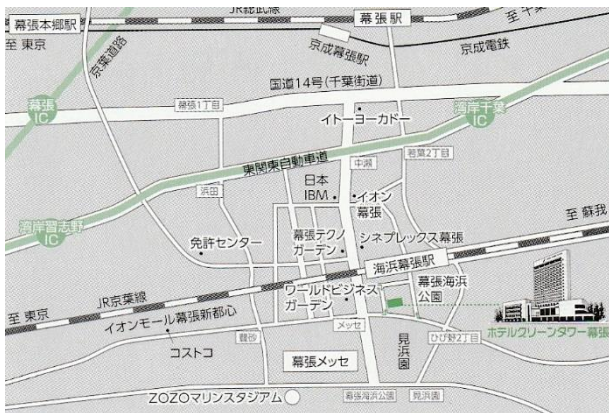 JR総武線
幕張駅
至 千葉
幕張本郷駅
至 東京
京葉道路
京成幕張駅
京成電鉄
国道14号(千葉街道)
幕張
IC
幕張1丁目
イトーヨーカドー
湾岸千葉
IC
東関東自動車道
中瀬
若葉2丁目
浜田
日本
IBM
イオン
幕張
湾岸習志野
IC
免許センター
幕張テクノ
ガーデン
シネプレックス幕張
至 蘇我
海浜幕張駅
幕張海浜
公園
ワールドビジネス
ガーデン
JR京葉線
至 東京
イオンモール幕張新都心
コストコ
豊砂
メッセ
見浜園
ひび野2丁目
ホテルグリーンタワー幕張
幕張メッセ
ZOZOマリンスタジアム
幕張海浜公園
見浜園